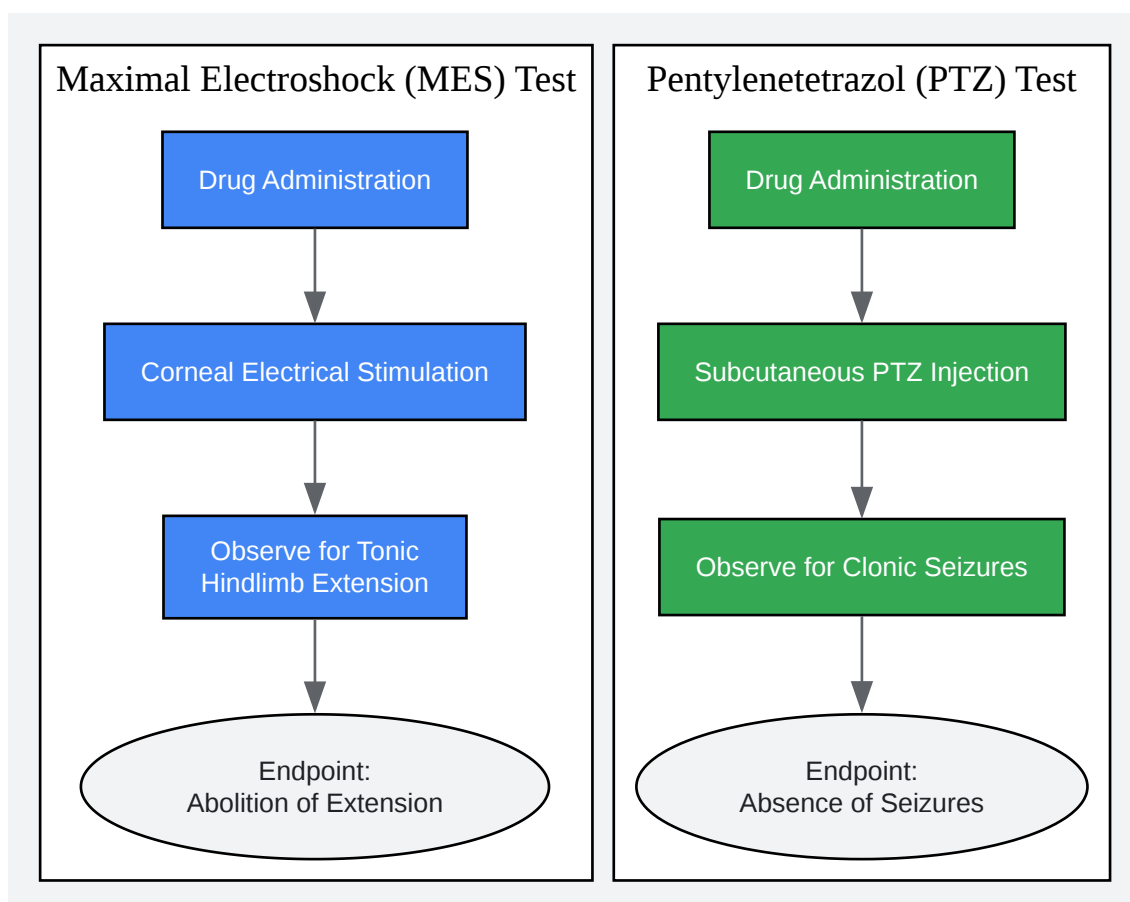 Maximal Electroshock (MES) Test
Drug Administration
Corneal Electrical Stimulation
Observe for Tonic
Hindlimb Extension
Endpoint:
Abolition of Extension
Pentylenetetrazol (PTZ) Test
Drug Administration
Subcutaneous PTZ Injection
Observe for Clonic Seizures
Endpoint:
Absence of Seizures